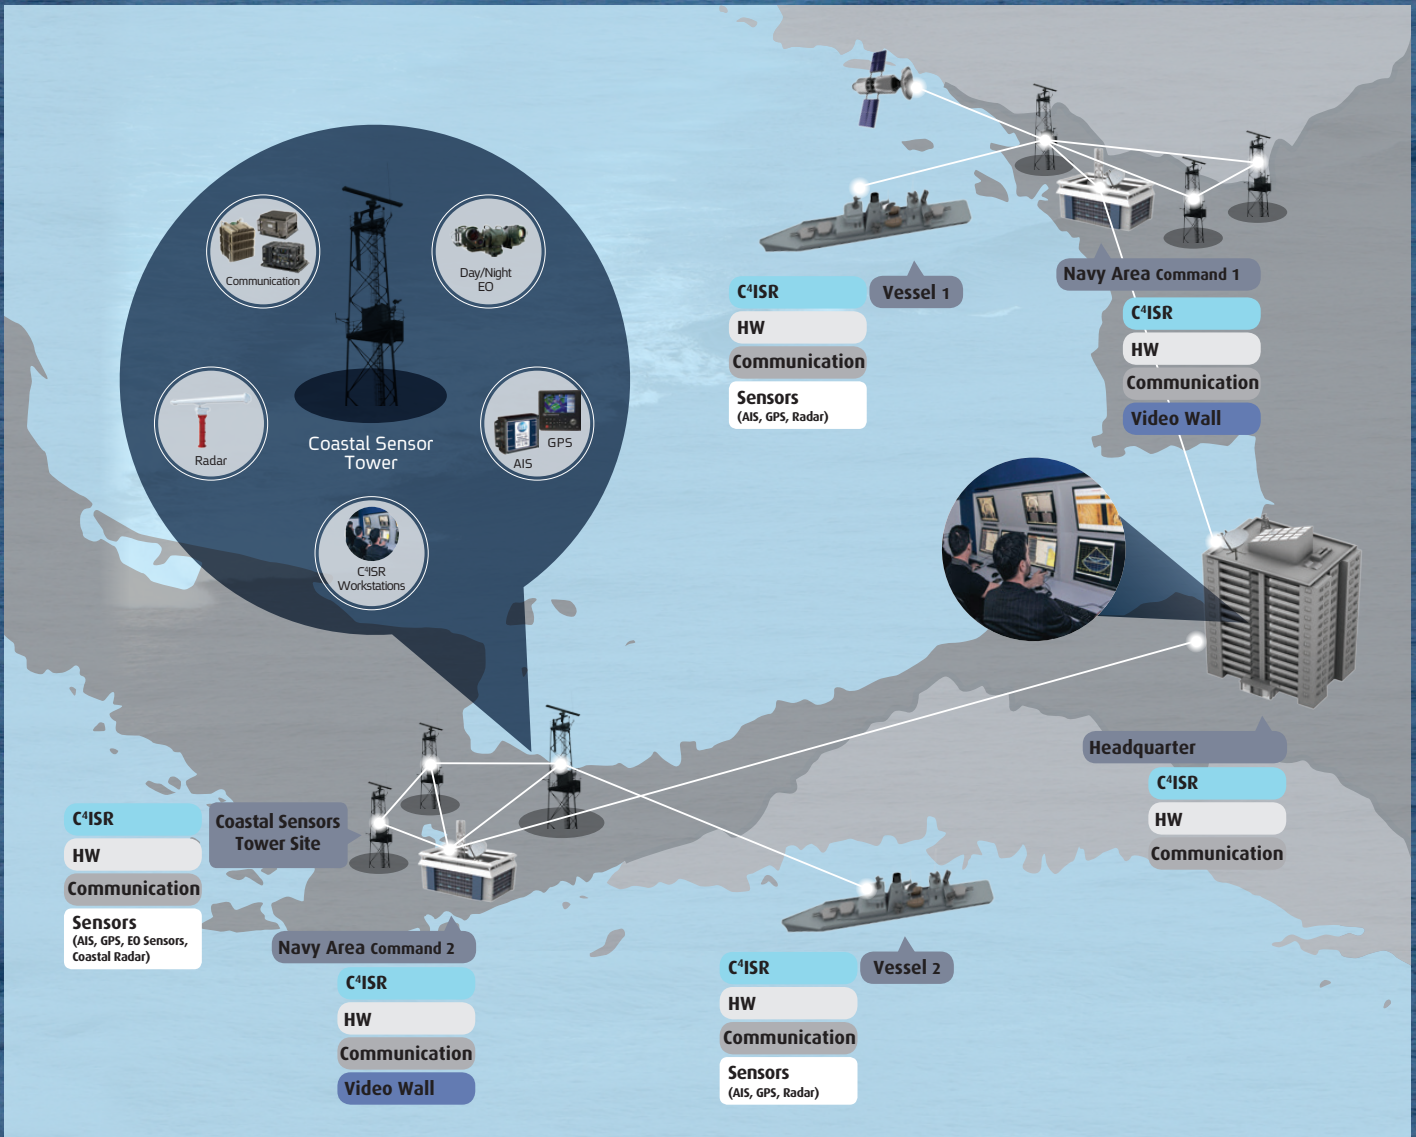 Communication
Day/Night
EO
Radar
Coastal Sensor
Tower
AIS
GPS
C⁴ISR
Workstations
C⁴ISR
HW
Communication
Sensors
(AIS, GPS, Radar)
Vessel 1
Navy Area Command 1
C⁴ISR
HW
Communication
Video Wall
Headquarter
C⁴ISR
HW
Communication
C⁴ISR
HW
Communication
Sensors
(AIS, GPS, EO Sensors,
Coastal Radar)
Coastal Sensors
Tower Site
Navy Area Command 2
C⁴ISR
HW
Communication
Video Wall
C⁴ISR
HW
Communication
Sensors
(AIS, GPS, Radar)
Vessel 2